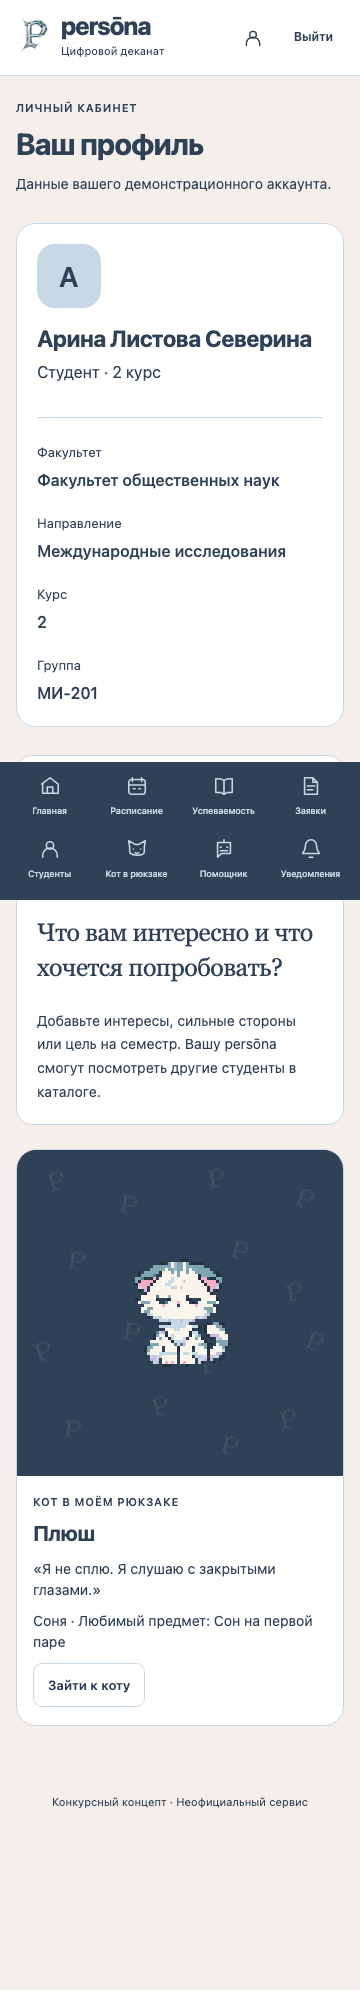 persōna
Цифровой деканат
Выйти
ЛИЧНЫЙ КАБИНЕТ
Ваш профиль
Данные вашего демонстрационного аккаунта.
А
Арина Листова Северина
Студент · 2 курс
Факультет
Факультет общественных наук
Направление
Международные исследования
Курс
2
Группа
МИ-201
Главная
Расписание
Успеваемость
Заявки
Студенты
Кот в рюкзаке
Помощник
Уведомления
Что вам интересно и что
хочется попробовать?
Добавьте интересы, сильные стороны
или цель на семестр. Вашу persōna
смогут посмотреть другие студенты в
каталоге.
КОТ В МОЁМ РЮКЗАКЕ
Плюш
«Я не сплю. Я слушаю с закрытыми
глазами.»
Соня · Любимый предмет: Сон на первой
паре
Зайти к коту
Конкурсный концепт · Неофициальный сервис